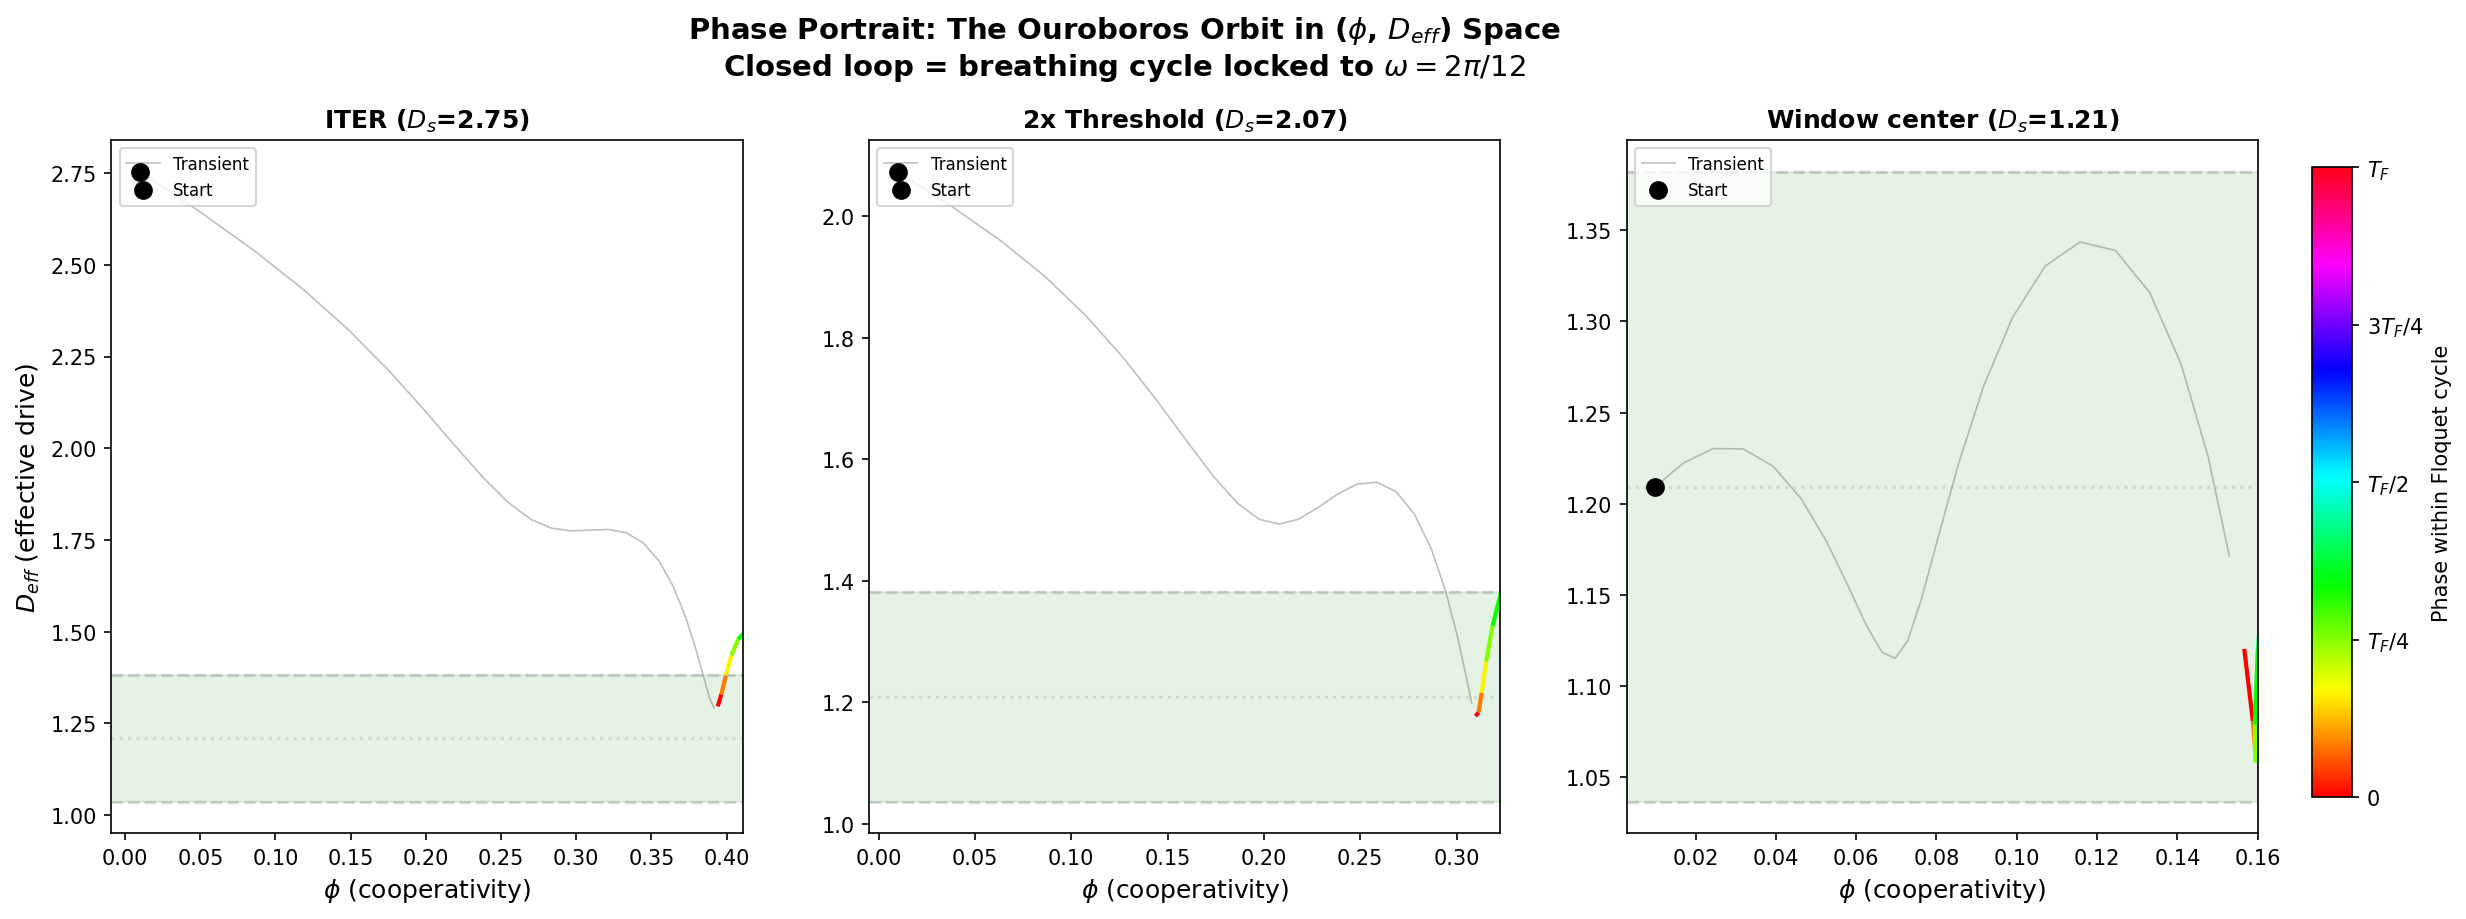 Phase Portrait: The Ouroboros Orbit in (ϕ, D_eff) Space
Closed loop = breathing cycle locked to ω = 2π/12
ITER (D_s=2.75)
Transient
Start
2.75
2.50
2.25
2.00
1.75
1.50
1.25
1.00
D_eff (effective drive)
0.00 0.05 0.10 0.15 0.20 0.25 0.30 0.35 0.40
ϕ (cooperativity)
2x Threshold (D_s=2.07)
Transient
Start
2.0
1.8
1.6
1.4
1.2
1.0
0.00 0.05 0.10 0.15 0.20 0.25 0.30
ϕ (cooperativity)
Window center (D_s=1.21)
Transient
Start
1.35
1.30
1.25
1.20
1.15
1.10
1.05
0.02 0.04 0.06 0.08 0.10 0.12 0.14 0.16
ϕ (cooperativity)
T_F
3T_F/4
T_F/2
T_F/4
0
Phase within Floquet cycle